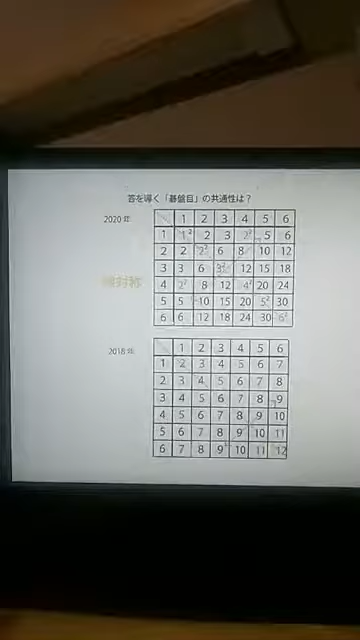 答を導く「碁盤目」の共通性は？
2020年
1 2 3 4 5 6
1 1² 2 3 2² 5 6
2 2 2² 6 8 10 12
3 3 6 3² 12 15 18
4 2² 8 12 4² 20 24
5 5 10 15 20 5² 30
6 6 12 18 24 30 6²
2018年
1 2 3 4 5 6
1 2 3 4 5 6 7
2 3 4 5 6 7 8
3 4 5 6 7 8 9
4 5 6 7 8 9 10
5 6 7 8 9 10 11
6 7 8 9 10 11 12